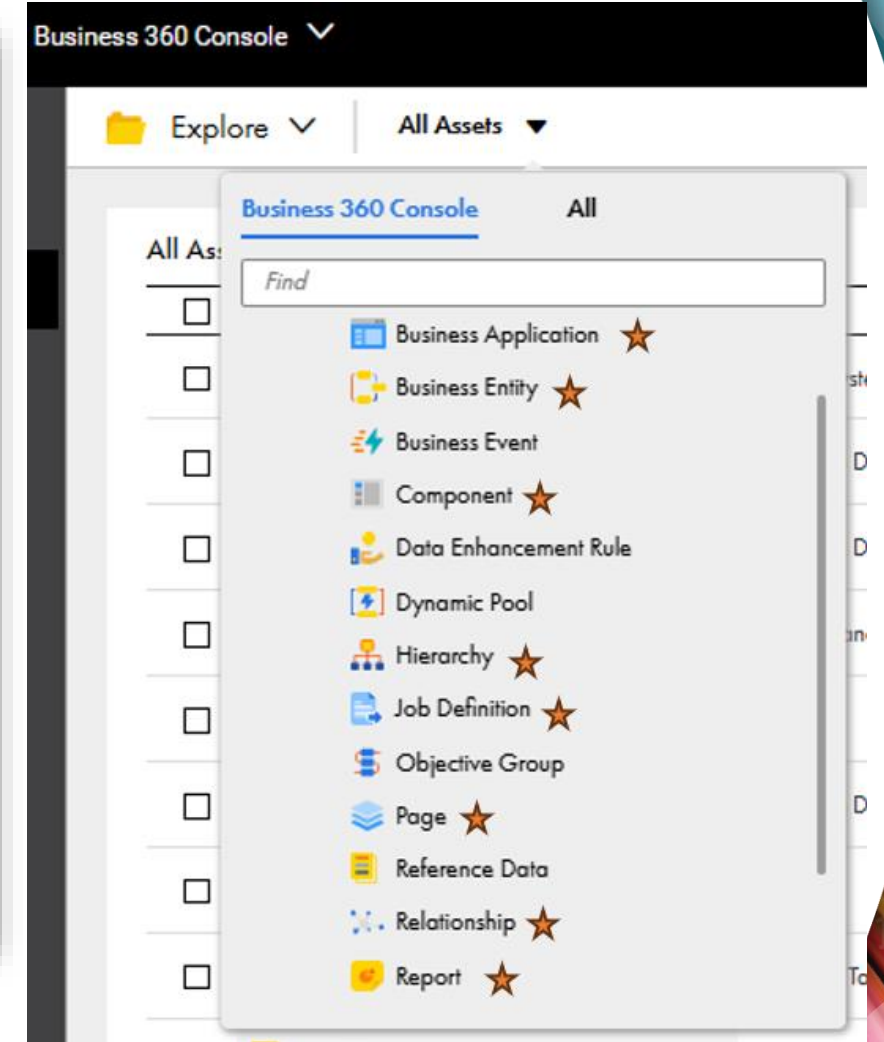 Business 360 Console
Explore
All Assets
Business 360 Console All
All As
Find
Business Application
Business Entity
Business Event
Component
Data Enhancement Rule
Dynamic Pool
Hierarchy
Job Definition
Objective Group
Page
Reference Data
Relationship
Report